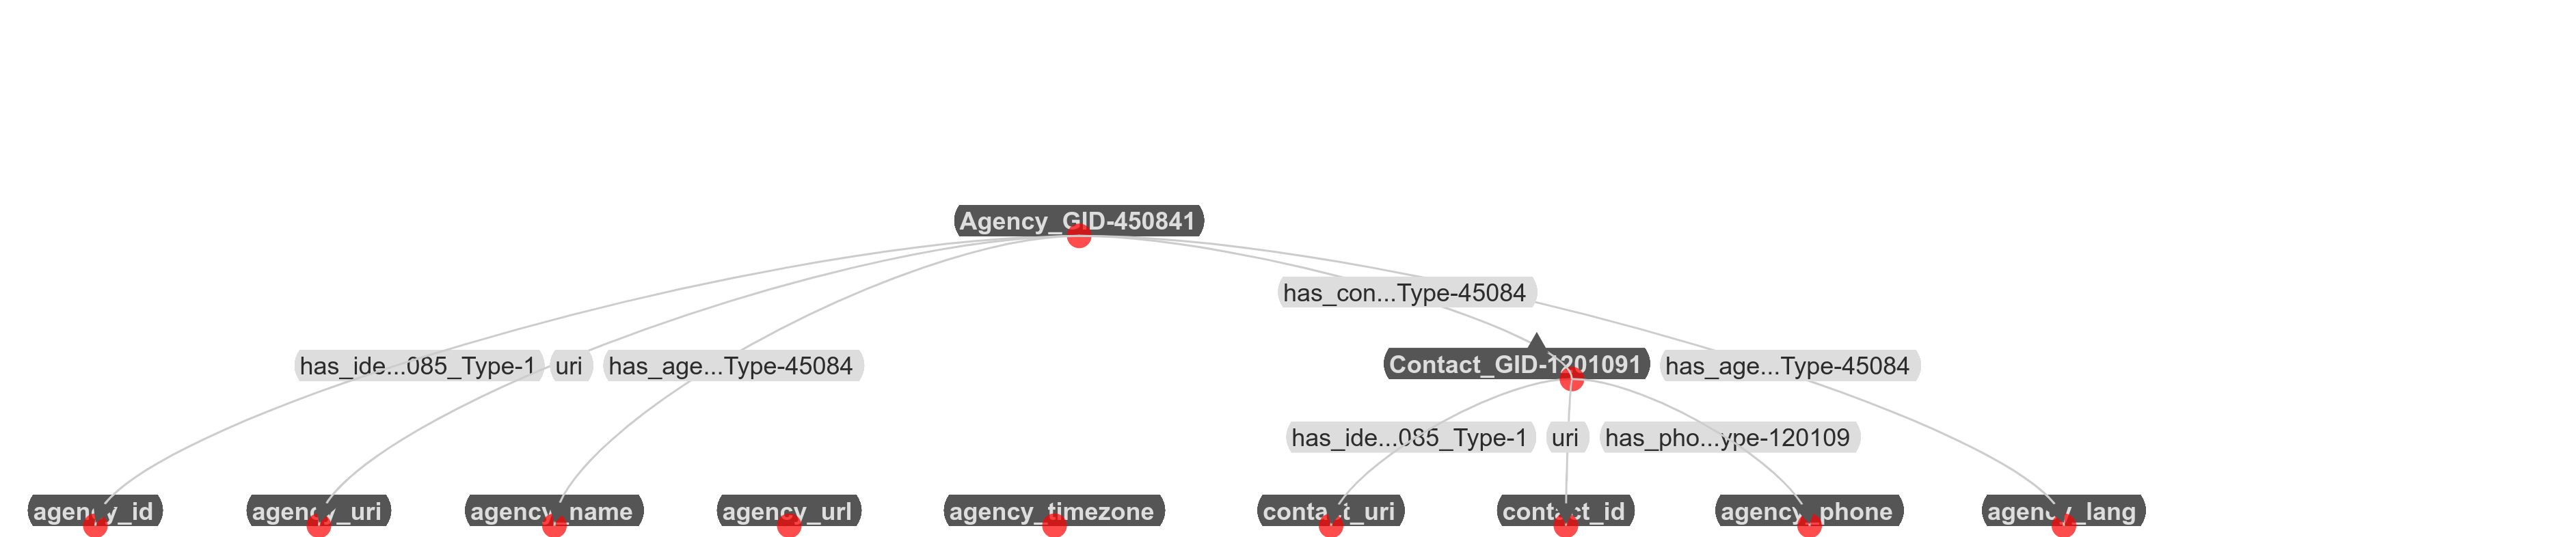 Agency_GID-450841
has_con...Type-45084
has_ide...085_Type-1 uri has_age...Type-45084
Contact_GID-1201091 has_age...Type-45084
has_ide...085_Type-1 uri has_pho...ype-120109
agency_id agency_uri agency_name agency_url agency_timezone contact_uri contact_id agency_phone agency_lang